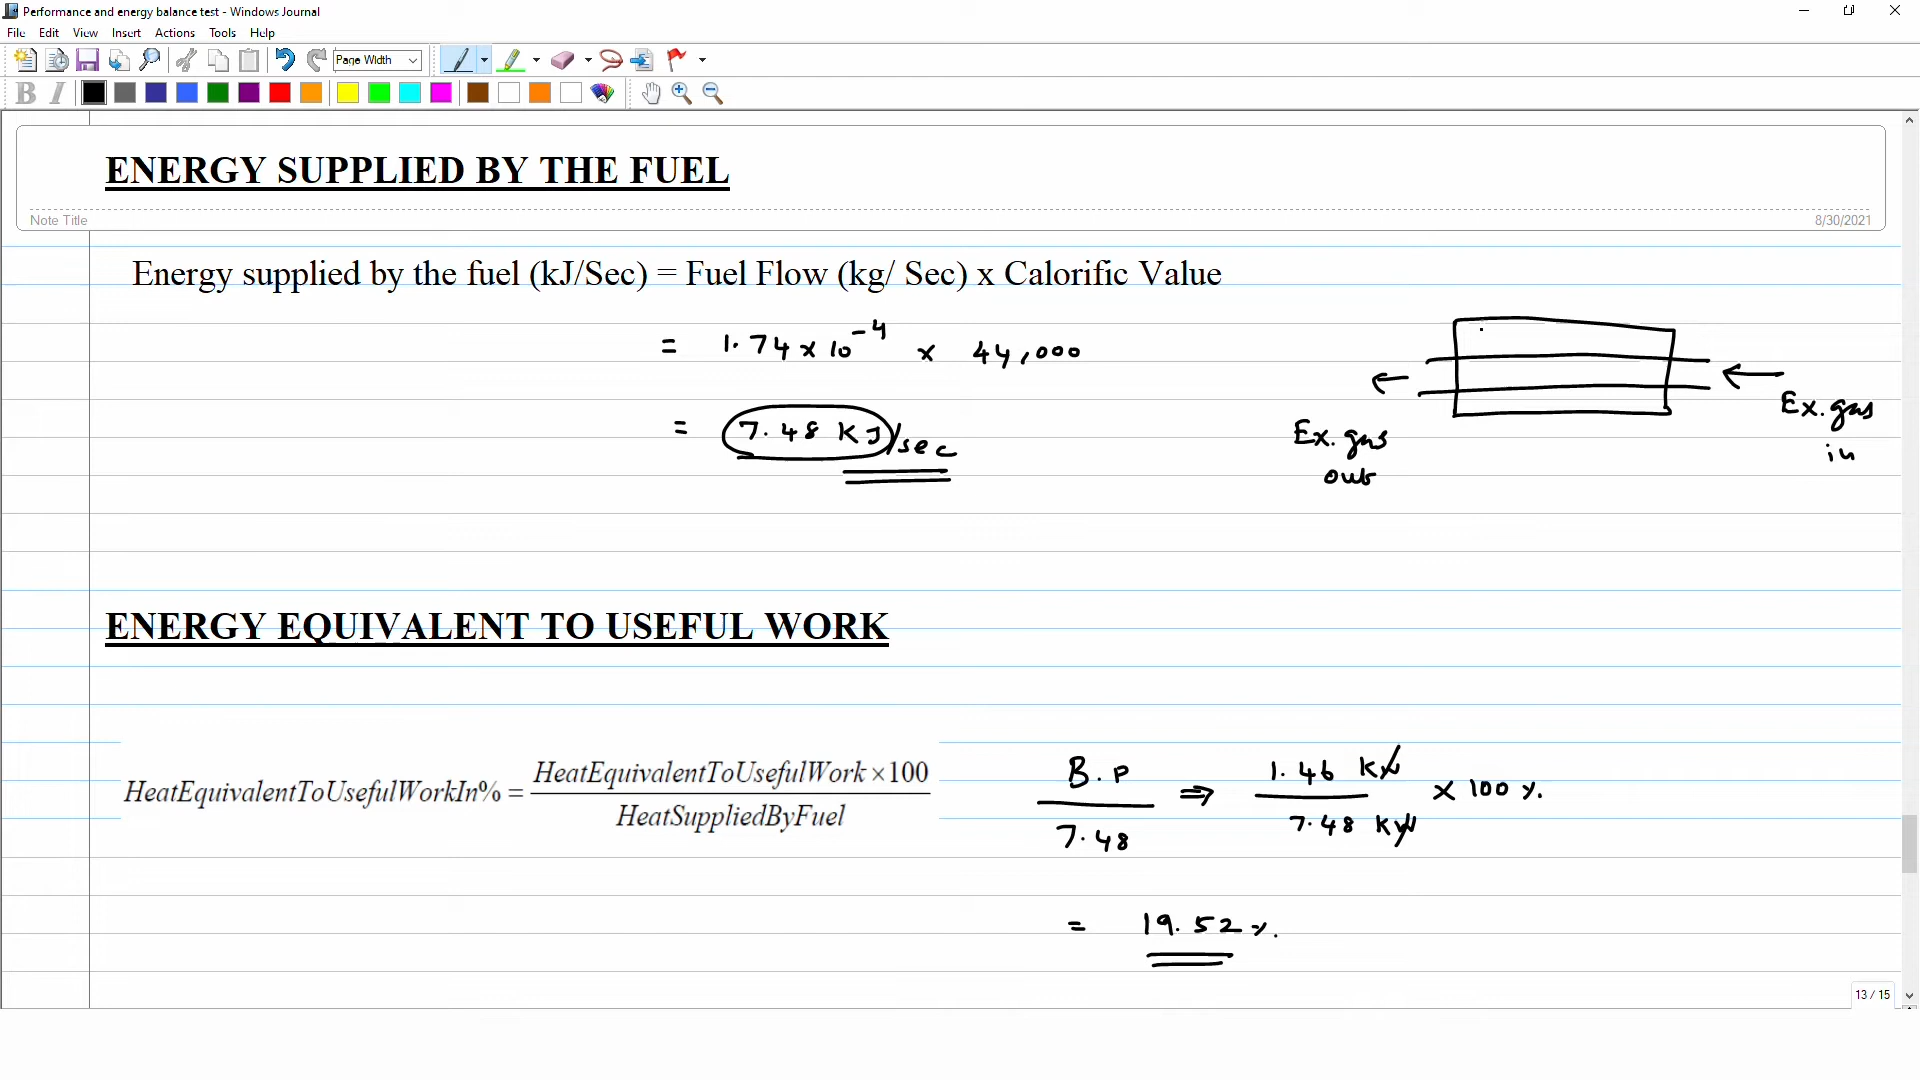 Performance and energy balance test - Windows Journal
File Edit View Insert Actions Tools Help
Page Width
B I
ENERGY SUPPLIED BY THE FUEL
Note Title
8/30/2021
Energy supplied by the fuel (kJ/Sec) = Fuel Flow (kg/ Sec) x Calorific Value
= 1.74 x 10⁻⁴ x 44,000
= 7.48 KJ/sec
Ex. gas in
Ex. gas out
ENERGY EQUIVALENT TO USEFUL WORK
HeatEquivalentToUsefulWorkIn% = HeatEquivalentToUsefulWork ×100 / HeatSuppliedByFuel
B.P / 7.48 ⇒ 1.46 KW / 7.48 KW x 100 %.
= 19.52 %.
13 / 15